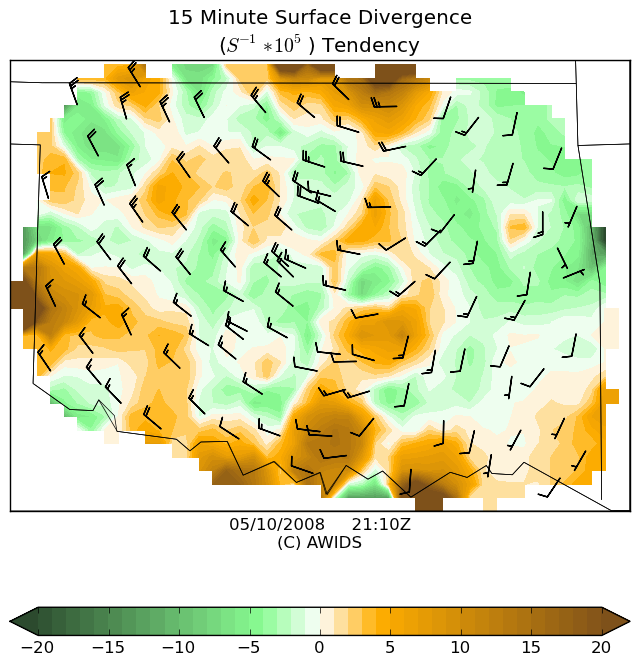 15 Minute Surface Divergence
(S⁻¹ * 10⁵ ) Tendency
05/10/2008 21:10Z
(C) AWIDS
−20 −15 −10 −5 0 5 10 15 20